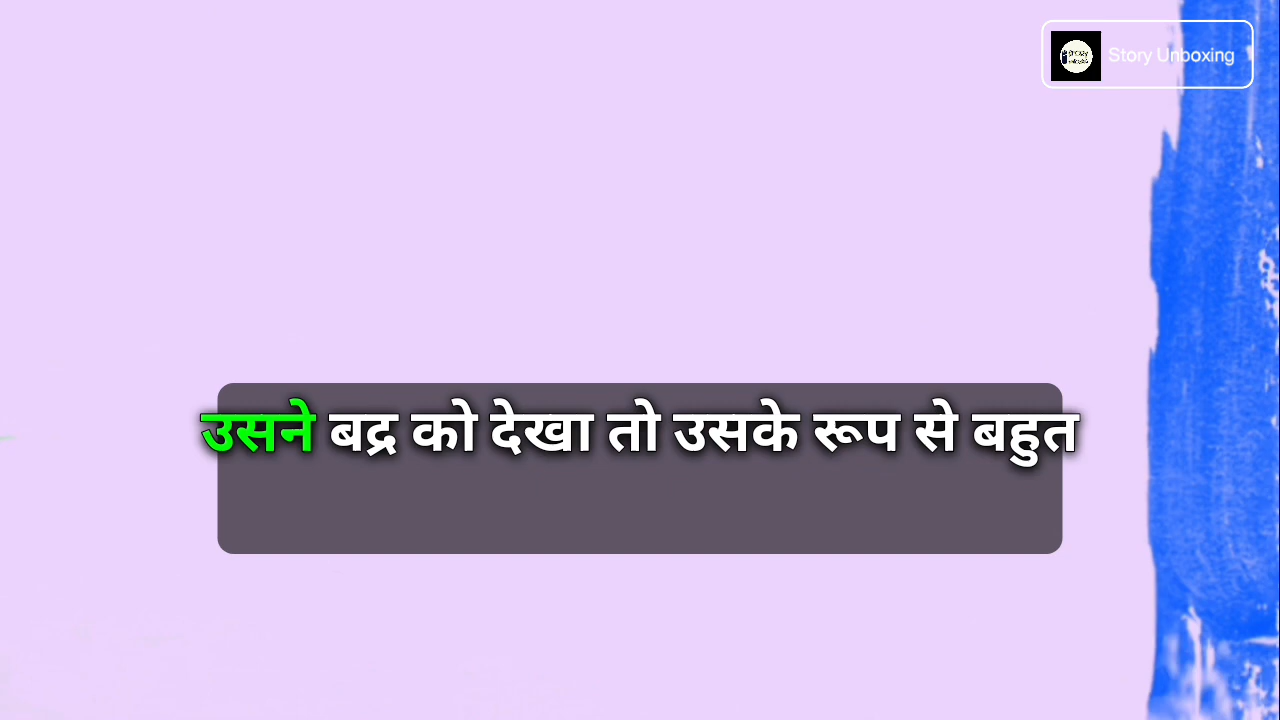 Story Unboxing
उसने बद्र को देखा तो उसके रूप से बहुत